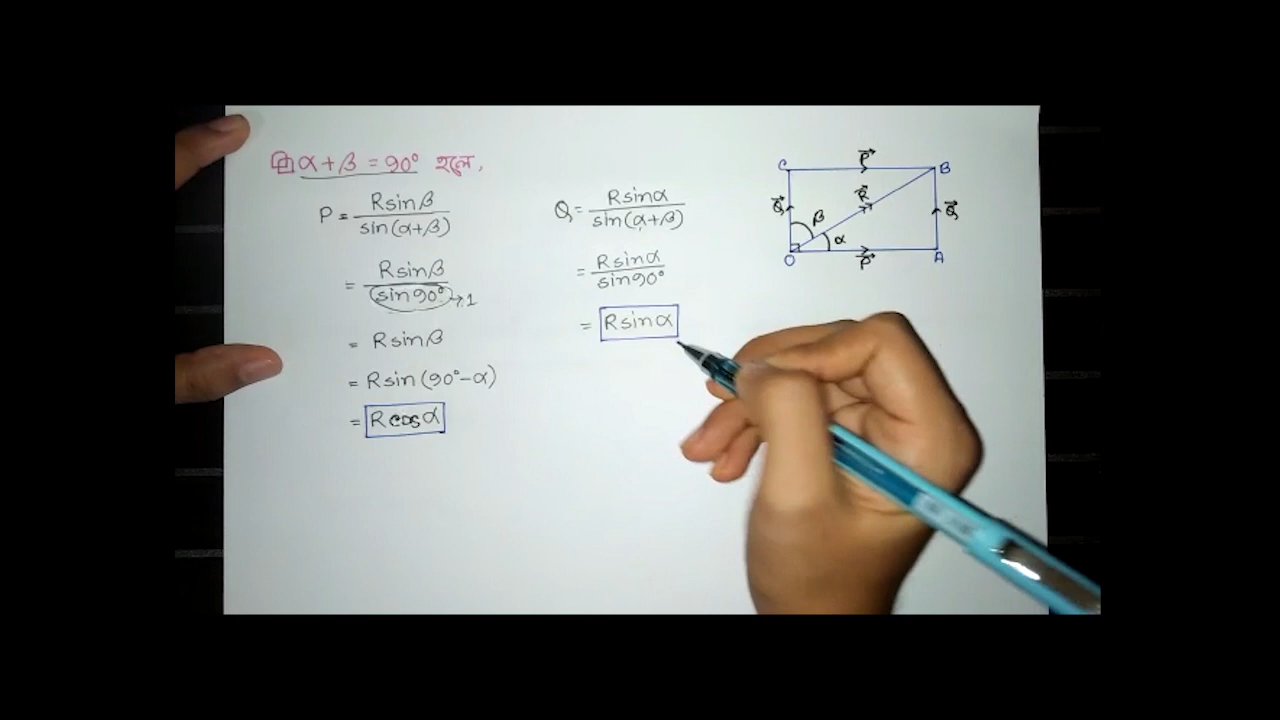 α+β = 90° হলে,
P = Rsinβ / sin(α+β)
= Rsinβ / sin90° → 1
= Rsinβ
= Rsin(90°-α)
= Rcosα
Q = Rsinα / sin(α+β)
= Rsinα / sin90°
= Rsinα
C P⃗ B
Q⃗ R⃗ Q⃗
β
α
O P⃗ A